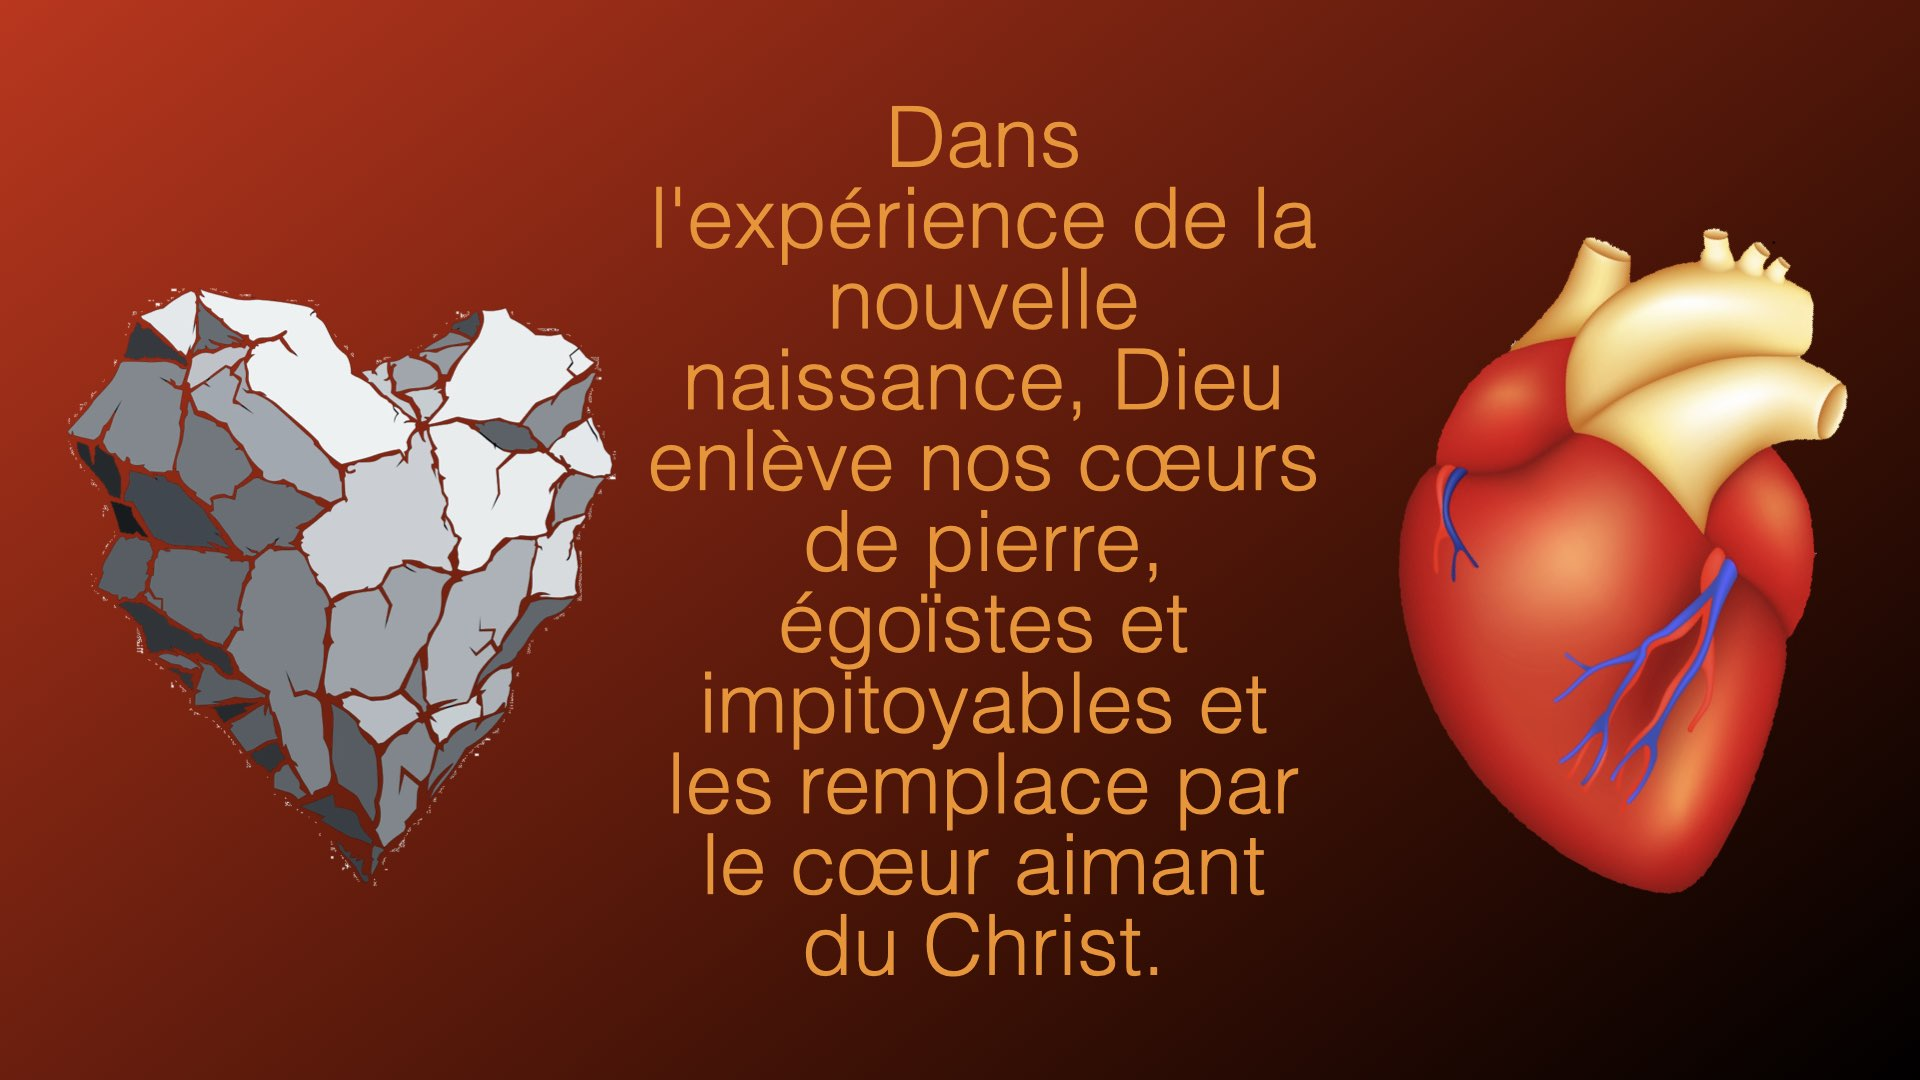 Dans
l'expérience de la
nouvelle
naissance, Dieu
enlève nos cœurs
de pierre,
égoïstes et
impitoyables et
les remplace par
le cœur aimant
du Christ.